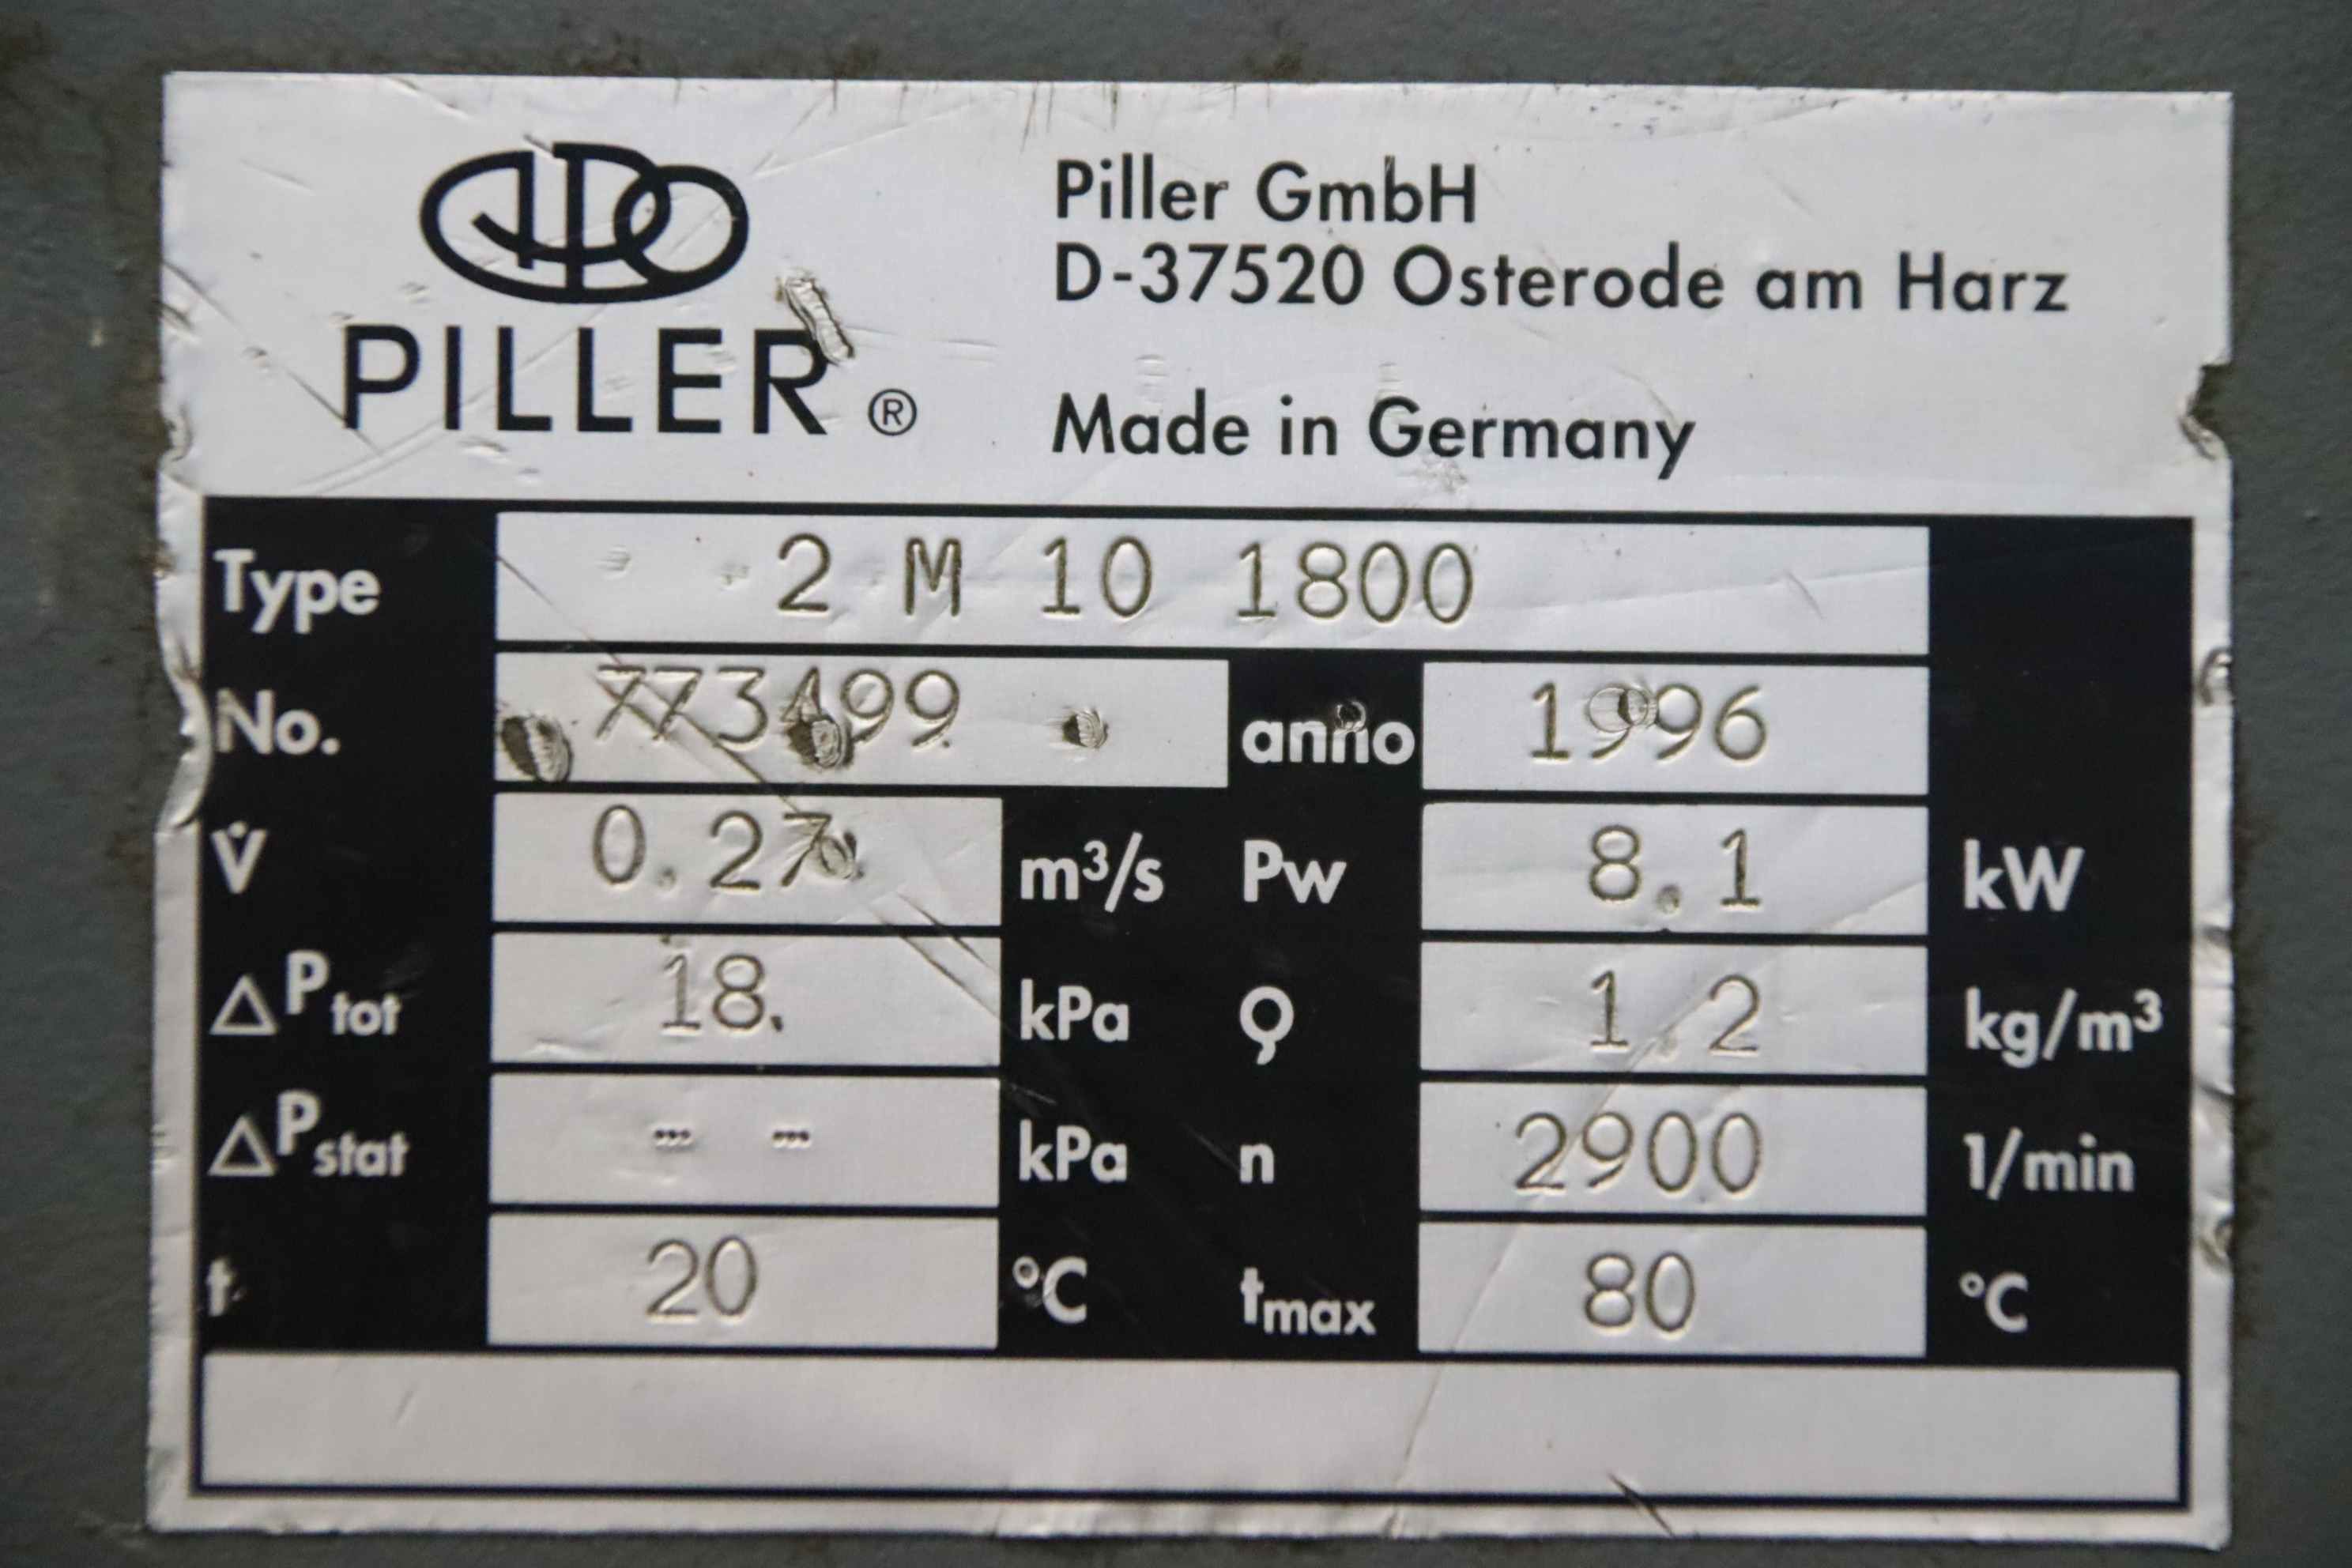 PILLER ®
Piller GmbH
D-37520 Osterode am Harz
Made in Germany
Type 2 M 10 1800
No. 773499 anno 1996
V̇ 0.27 m³/s Pw 8.1 kW
ΔPtot 18. kPa ϱ 1.2 kg/m³
ΔPstat -- -- kPa n 2900 1/min
t 20 °C tmax 80 °C